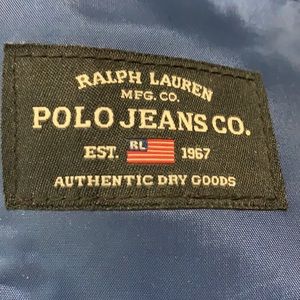 RALPH LAUREN
MFG. CO.
POLO JEANS CO.
EST. RL 1967
AUTHENTIC DRY GOODS